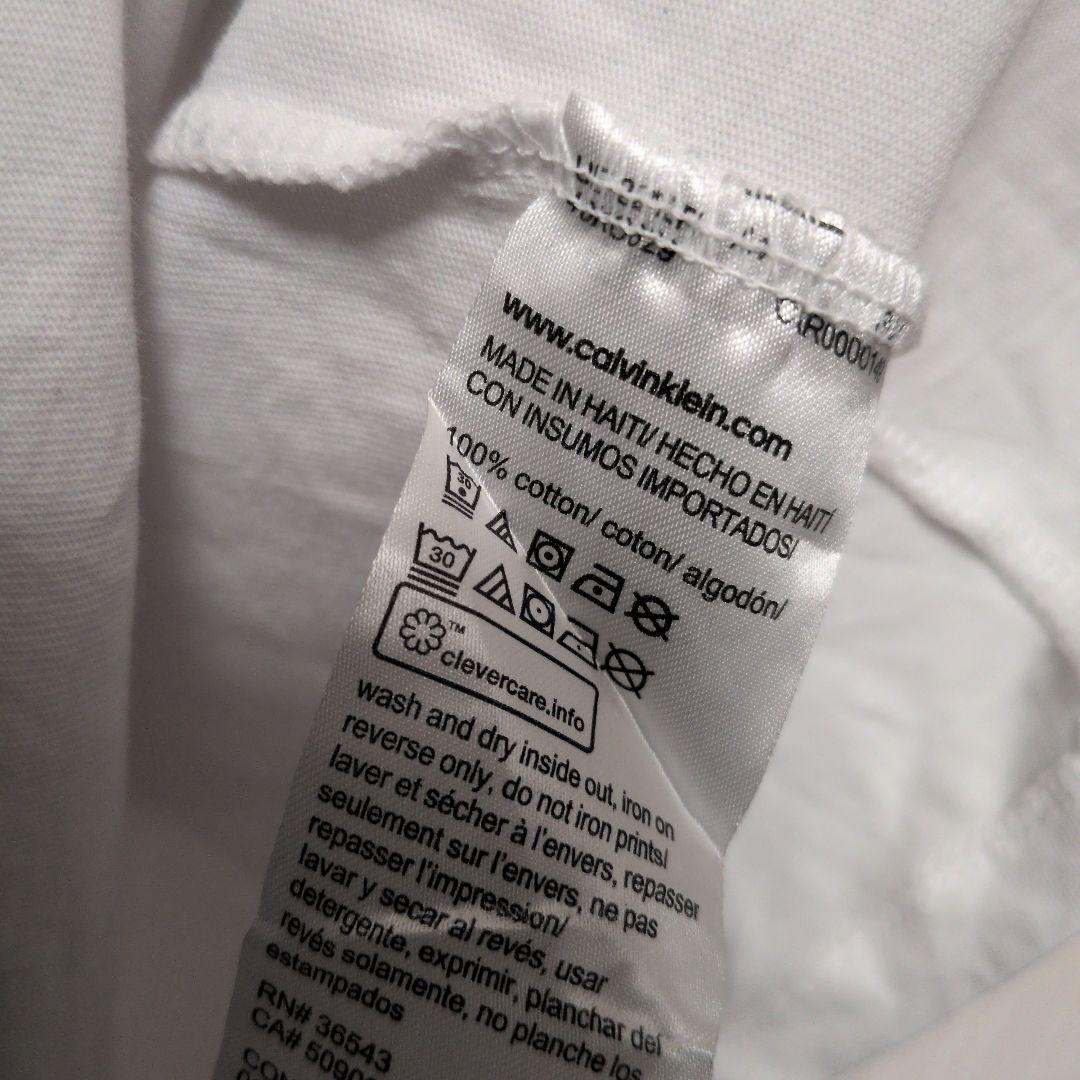 www.calvinklein.com
MADE IN HAITI/ HECHO EN HAITÍ
CON INSUMOS IMPORTADOS/
100% cotton/ coton/ algodón/
30
30
™
clevercare.info
wash and dry inside out, iron on
reverse only, do not iron prints/
laver et sécher à l'envers, repasser
seulement sur l'envers, ne pas
repasser l'impression/
lavar y secar al revés, usar
detergente, exprimir, planchar del
revés solamente, no planche los
estampados
RN# 36543
CA#